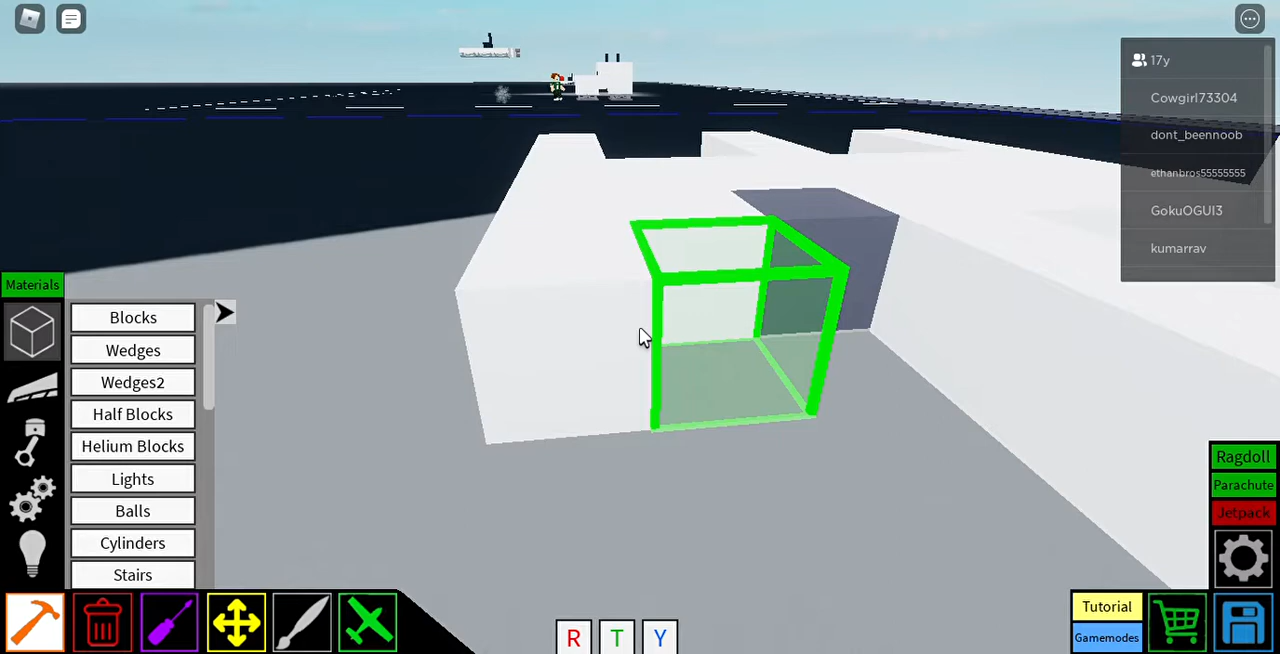 17y
Cowgirl73304
dont_beennoob
ethanbros55555555
GokuOGUI3
kumarrav
Materials
Blocks
Wedges
Wedges2
Half Blocks
Helium Blocks
Lights
Balls
Cylinders
Stairs
Ragdoll
Parachute
Jetpack
Tutorial
Gamemodes
R T Y